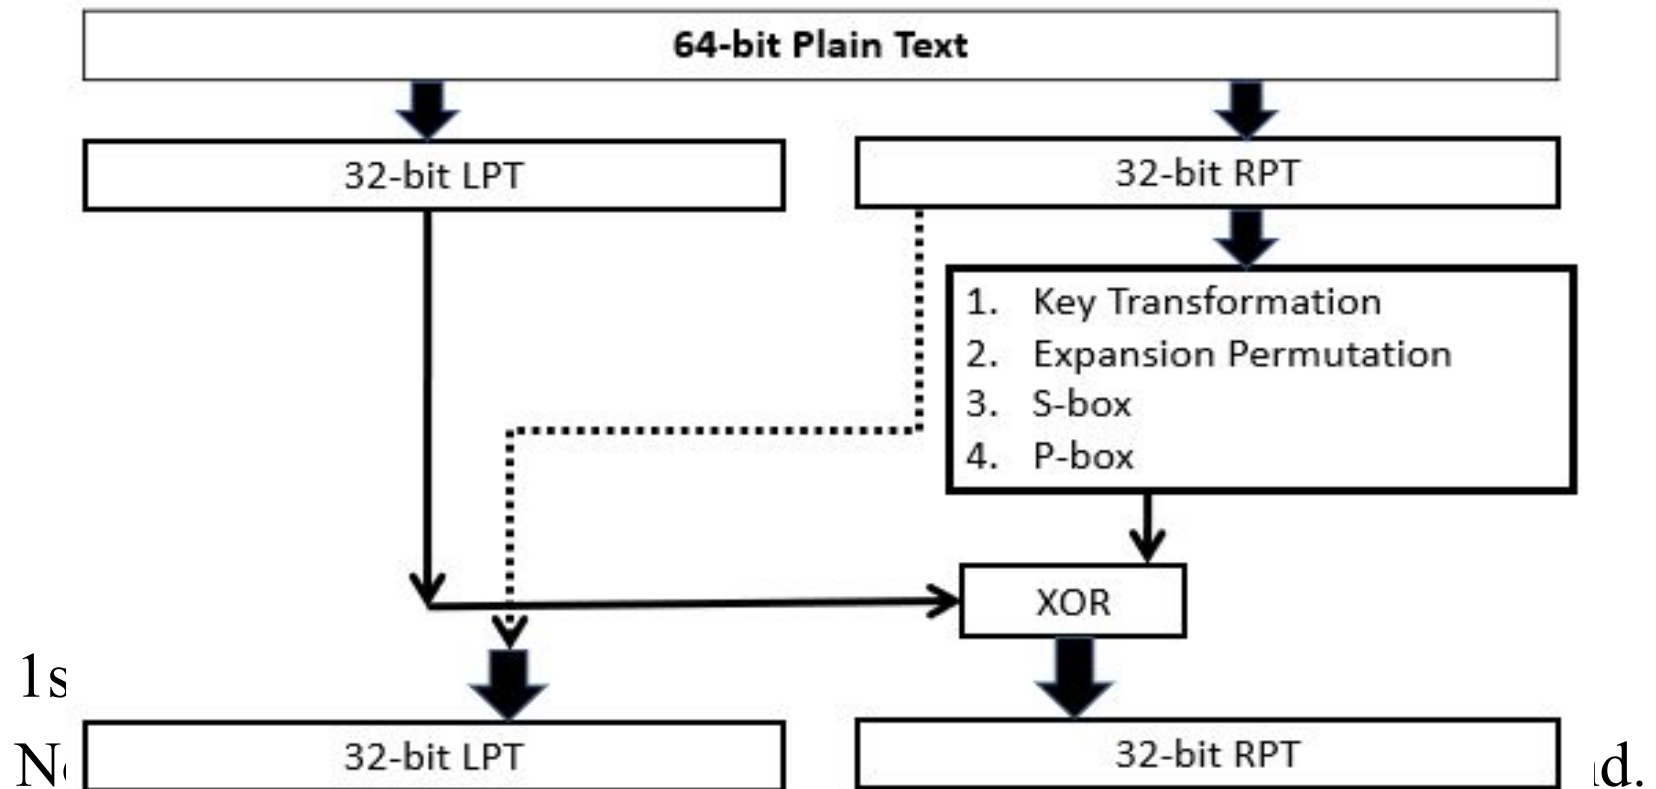 64-bit Plain Text
32-bit LPT
32-bit RPT
1. Key Transformation
2. Expansion Permutation
3. S-box
4. P-box
XOR
1s
32-bit LPT
32-bit RPT